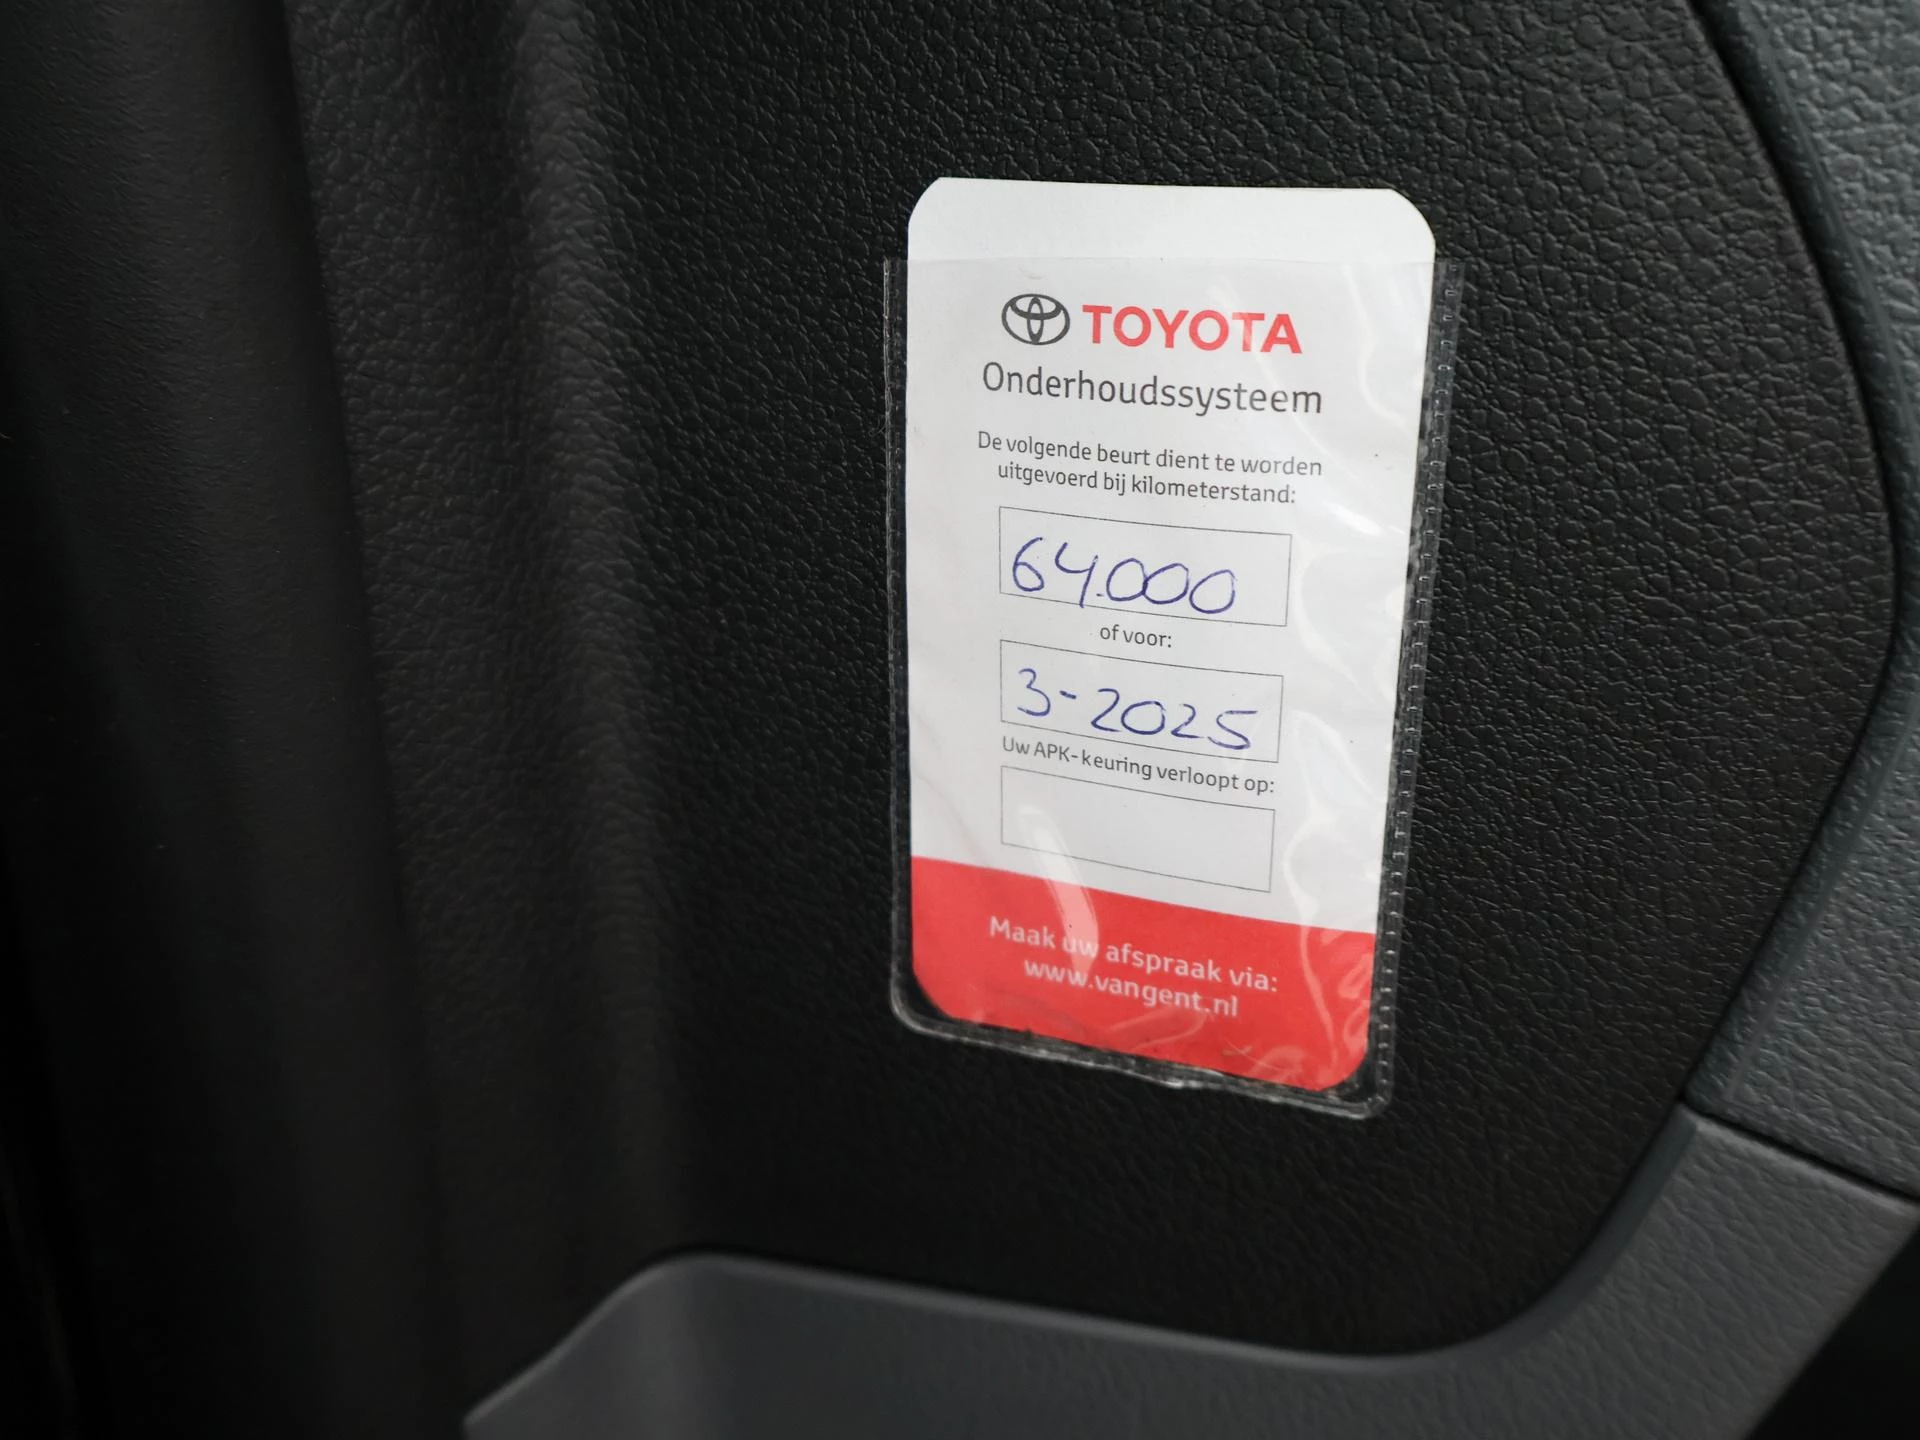 TOYOTA
Onderhoudssysteem
De volgende beurt dient te worden
uitgevoerd bij kilometerstand:
64.000
of voor:
3-2025
Uw APK-keuring verloopt op:
Maak uw afspraak via:
www.vangent.nl